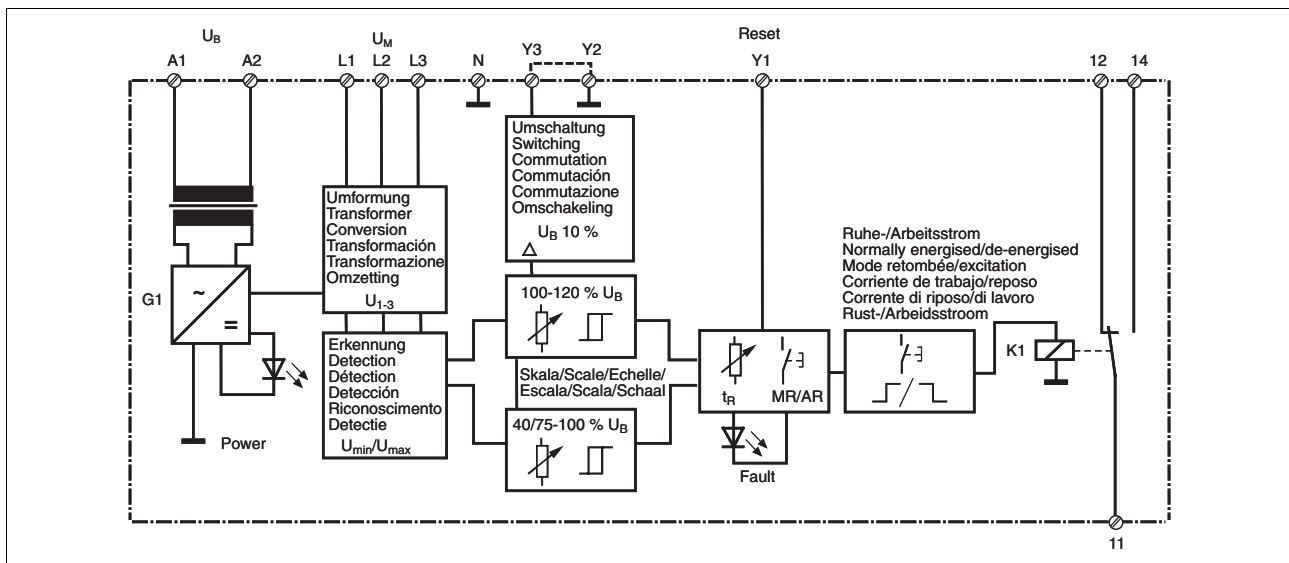 U_B
U_M
Reset
A1
A2
L1
L2
L3
N
Y3
Y2
Y1
12
14
Umschaltung
Switching
Commutation
Commutación
Commutazione
Omschakeling
U_B 10 %
△
Umformung
Transformer
Conversion
Transformación
Transformazione
Omzetting
U_1-3
G1
~
=
Ruhe-/Arbeitsstrom
Normally energised/de-energised
Mode retombée/excitation
Corriente de trabajo/reposo
Corrente di riposo/di lavoro
Rust-/Arbeidsstroom
100-120 % U_B
Erkennung
Detection
Détection
Detección
Riconoscimento
Detectie
U_min/U_max
Skala/Scale/Echelle/
Escala/Scala/Schaal
40/75-100 % U_B
t_R
MR/AR
K1
Power
Fault
11